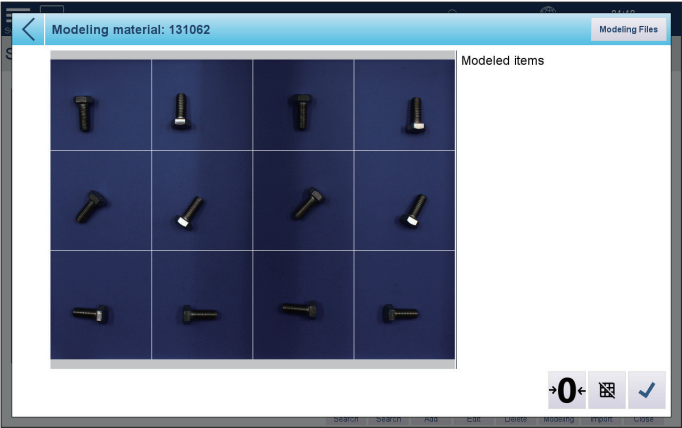 Modeling material: 131062
Modeling Files
Modeled items
→0←
Search Search Add Edit Delete Modeling Import Close